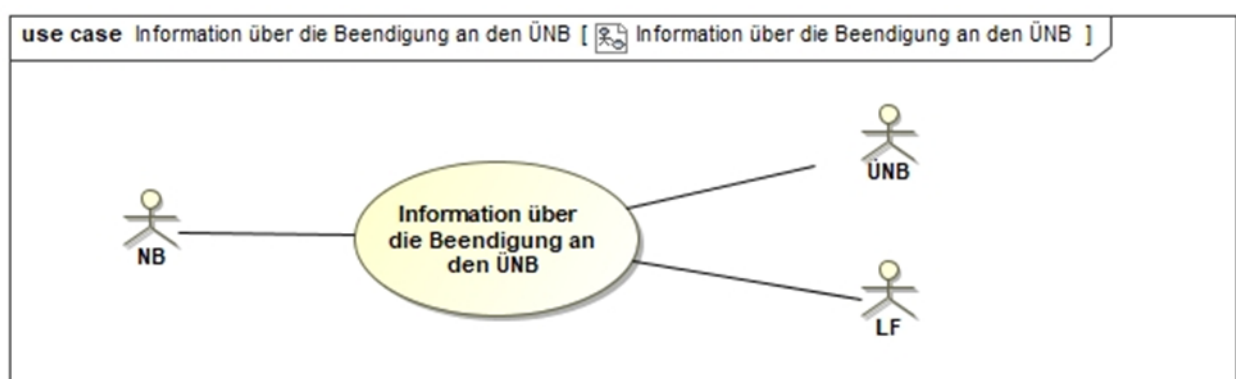 use case Information über die Beendigung an den ÜNB [ Information über die Beendigung an den ÜNB ]
ÜNB
Information über
die Beendigung an
den ÜNB
NB
LF